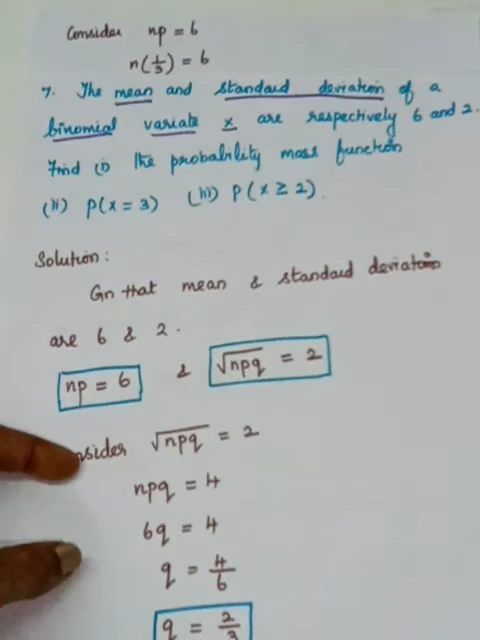 Consider np = 6
n(1/3) = 6
7. The mean and standard deviation of a
binomial variate x are respectively 6 and 2.
Find (i) The probability mass function
(ii) P(x = 3) (iii) P(x ≥ 2).
Solution:
Gn that mean & standard deviation
are 6 & 2.
np = 6 & √npq = 2
√npq = 2
npq = 4
6q = 4
q = 4/6
q = 2/3